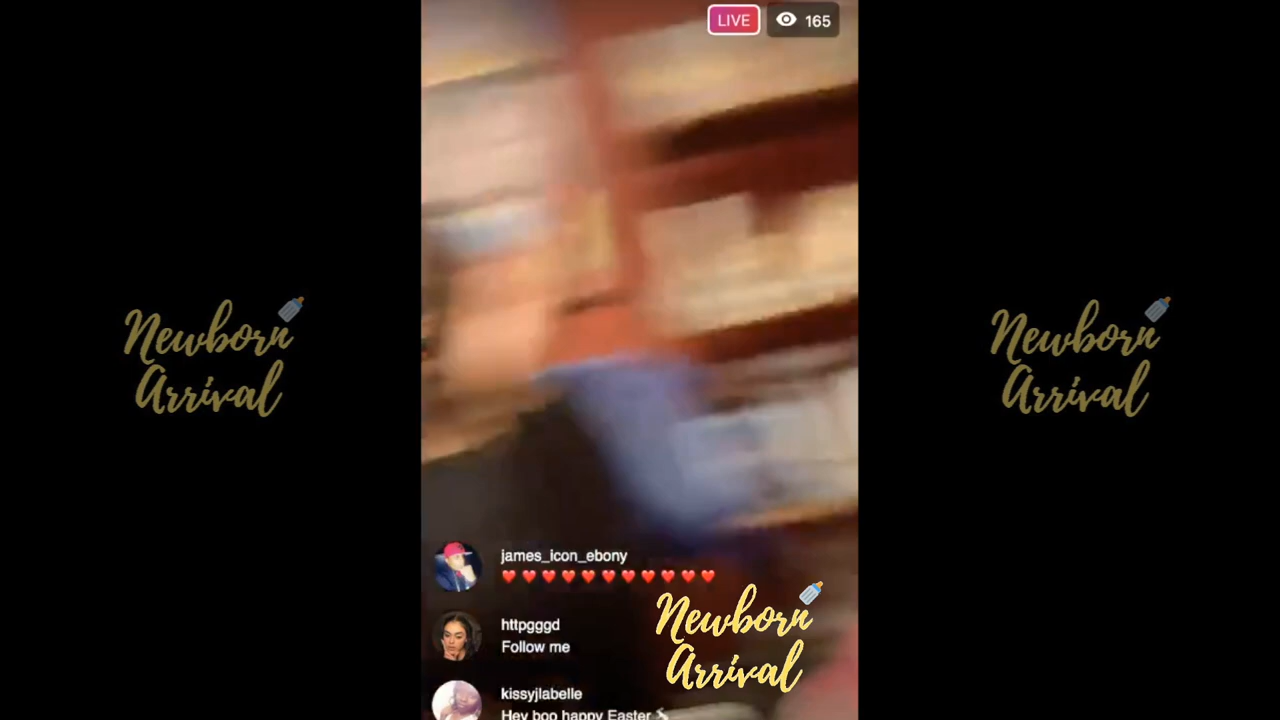 LIVE 165
Newborn
Arrival
Newborn
Arrival
james_icon_ebony
❤️❤️❤️❤️❤️❤️❤️❤️❤️❤️❤️
httpgggd
Follow me
Newborn
Arrival
kissyjlabelle
Hey boo happy Easter